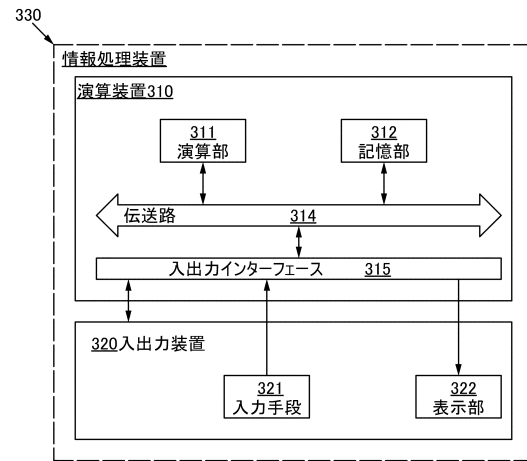 330
情報処理装置
演算装置310
311
演算部
312
記憶部
伝送路 314
入出力インターフェース 315
320入出力装置
321
入力手段
322
表示部